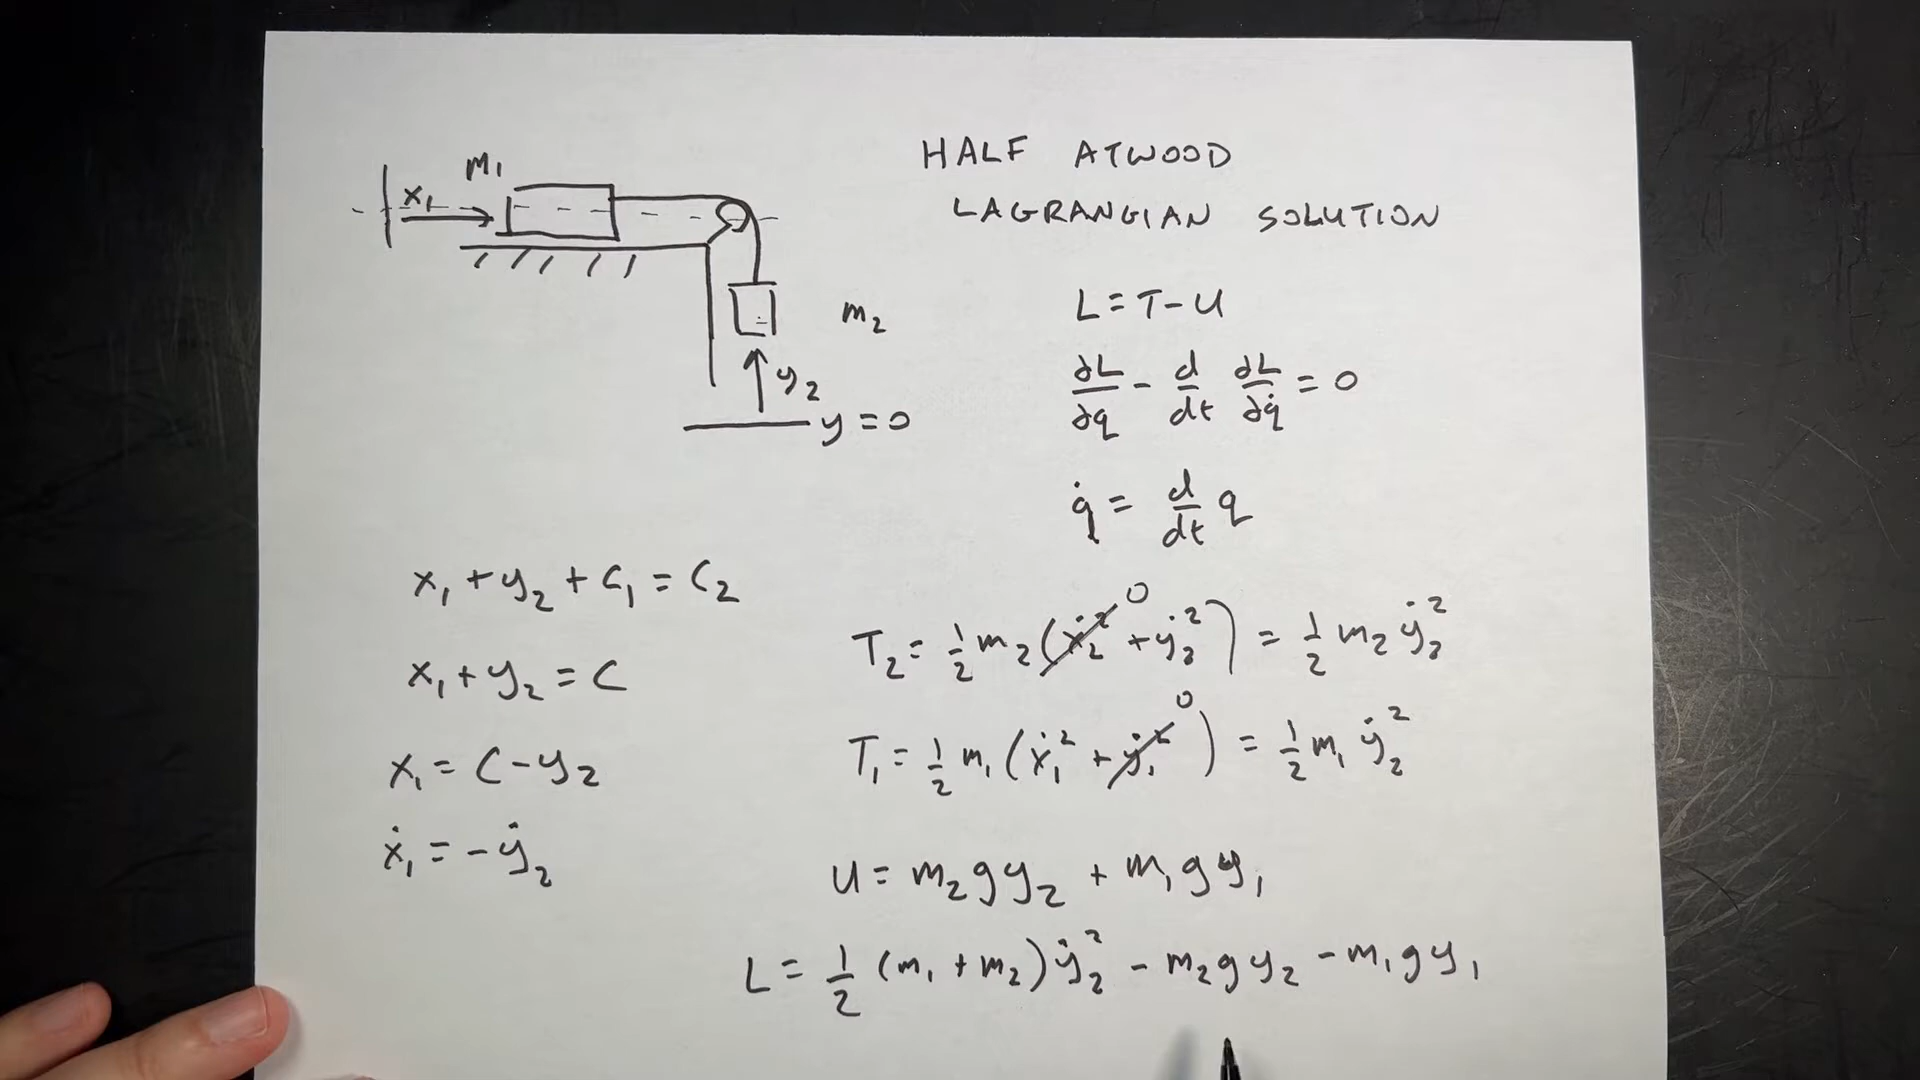 HALF ATWOOD
LAGRANGIAN SOLUTION
m₁
x₁
m₂
y₂
y = 0
L = T - U
∂L/∂q - d/dt ∂L/∂q̇ = 0
q̇ = d/dt q
x₁ + y₂ + C₁ = C₂
x₁ + y₂ = C
x₁ = C - y₂
ẋ₁ = -ẏ₂
T₂ = 1/2 m₂ (ẋ₂² + ẏ₂²) = 1/2 m₂ ẏ₂²
0
T₁ = 1/2 m₁ (ẋ₁² + ẏ₁²) = 1/2 m₁ ẏ₂²
0
U = m₂gy₂ + m₁gy₁
L = 1/2 (m₁ + m₂) ẏ₂² - m₂gy₂ - m₁gy₁